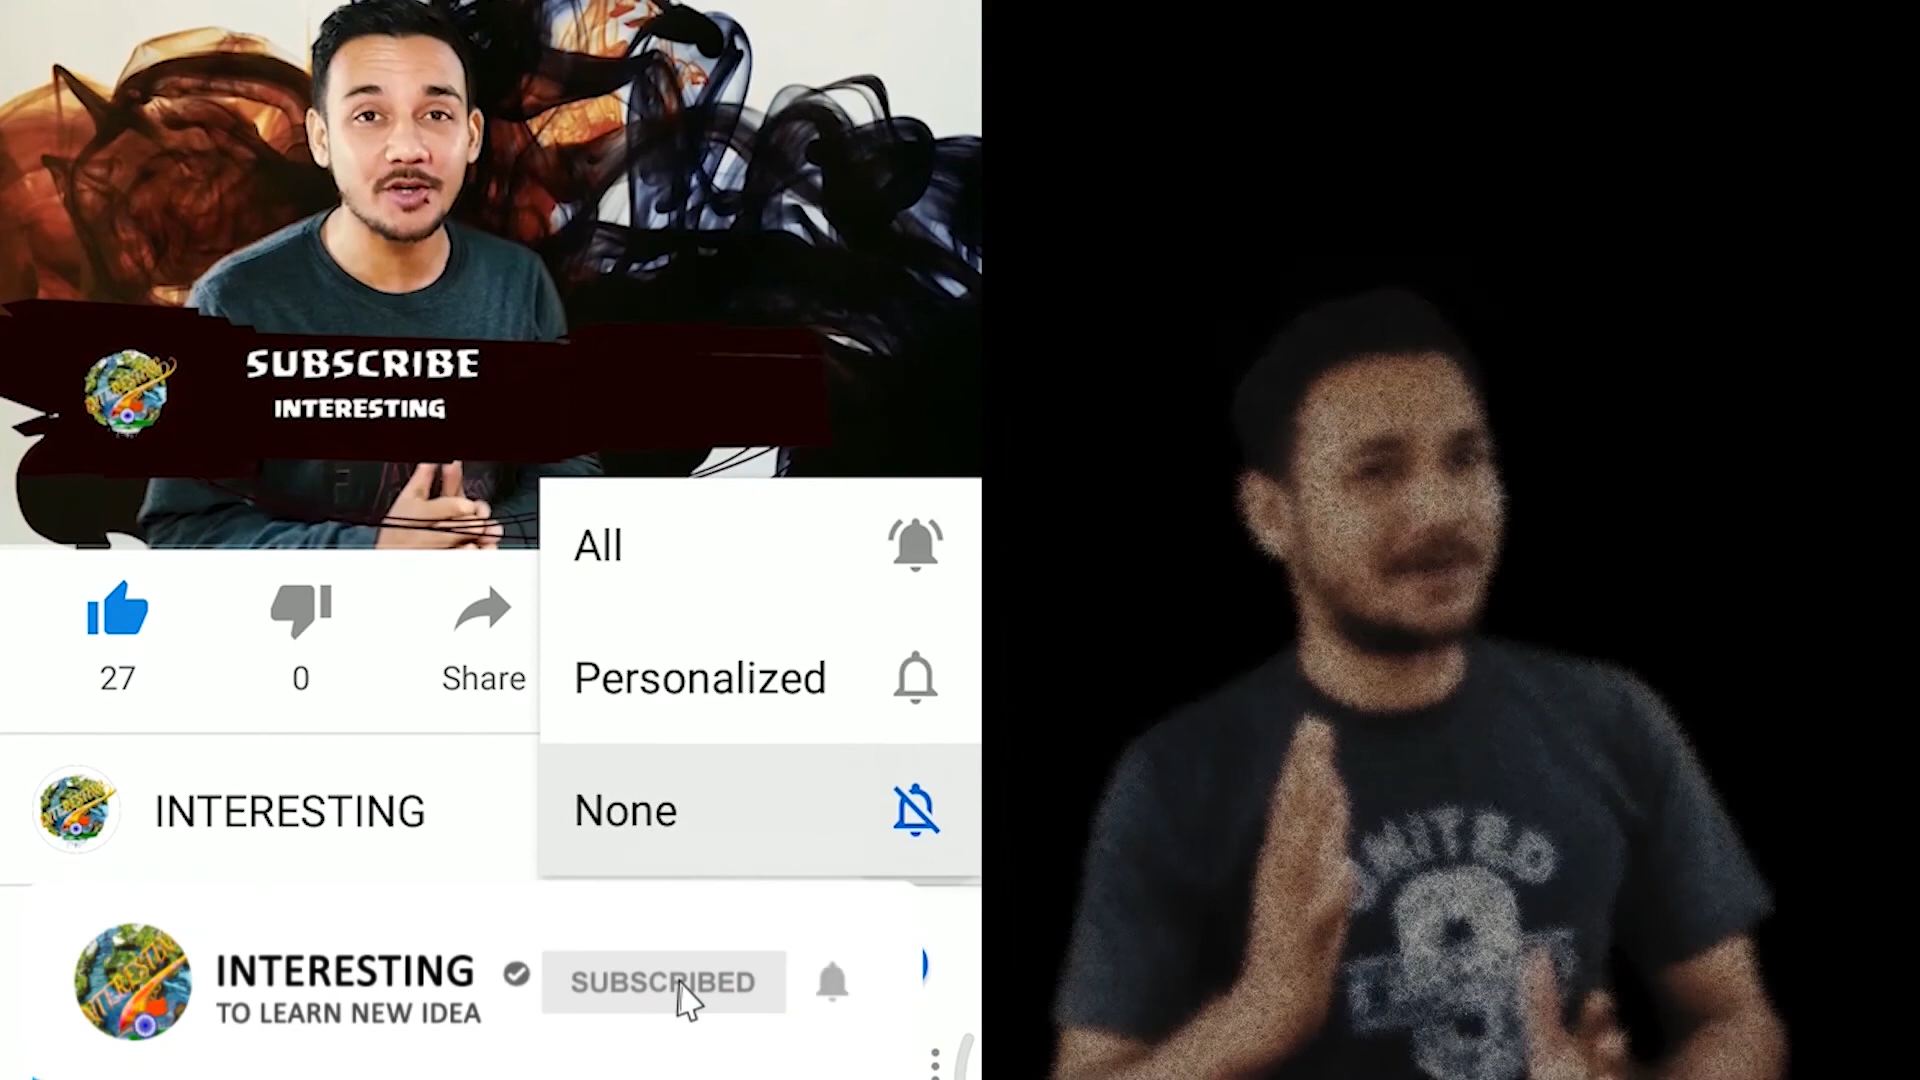 SUBSCRIBE
INTERESTING
All
Personalized
None
27
0
Share
INTERESTING
INTERESTING
TO LEARN NEW IDEA
SUBSCRIBED